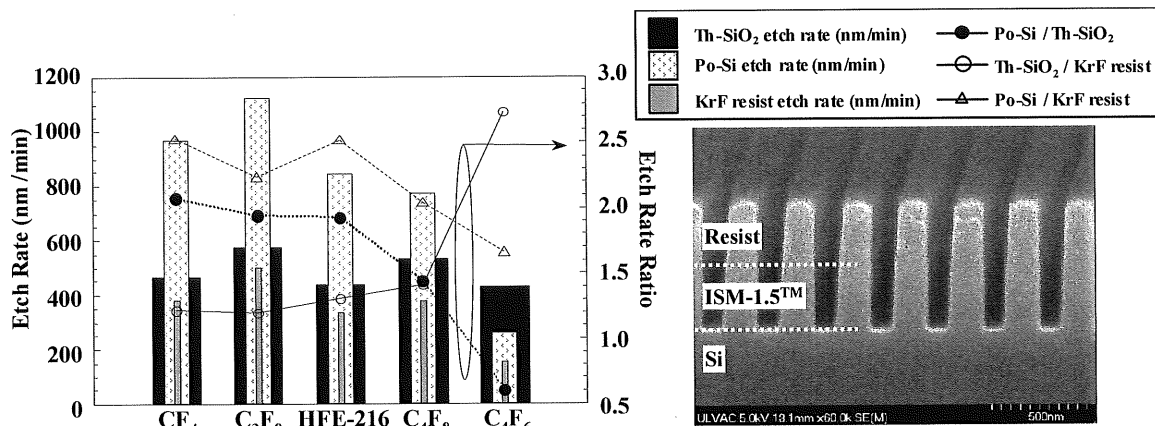 Th-SiO₂ etch rate (nm/min)
Po-Si / Th-SiO₂
Po-Si etch rate (nm/min)
Th-SiO₂ / KrF resist
KrF resist etch rate (nm/min)
Po-Si / KrF resist
Etch Rate (nm /min)
1200
1000
800
600
400
200
0
3.0
2.5
2.0
1.5
1.0
0.5
Etch Rate Ratio
HFE-216
C₄F₈
C₄F₆
Resist
ISM-1.5™
Si
ULVAC 5.0kV 13.1mm x60.0k SE(M)
500nm